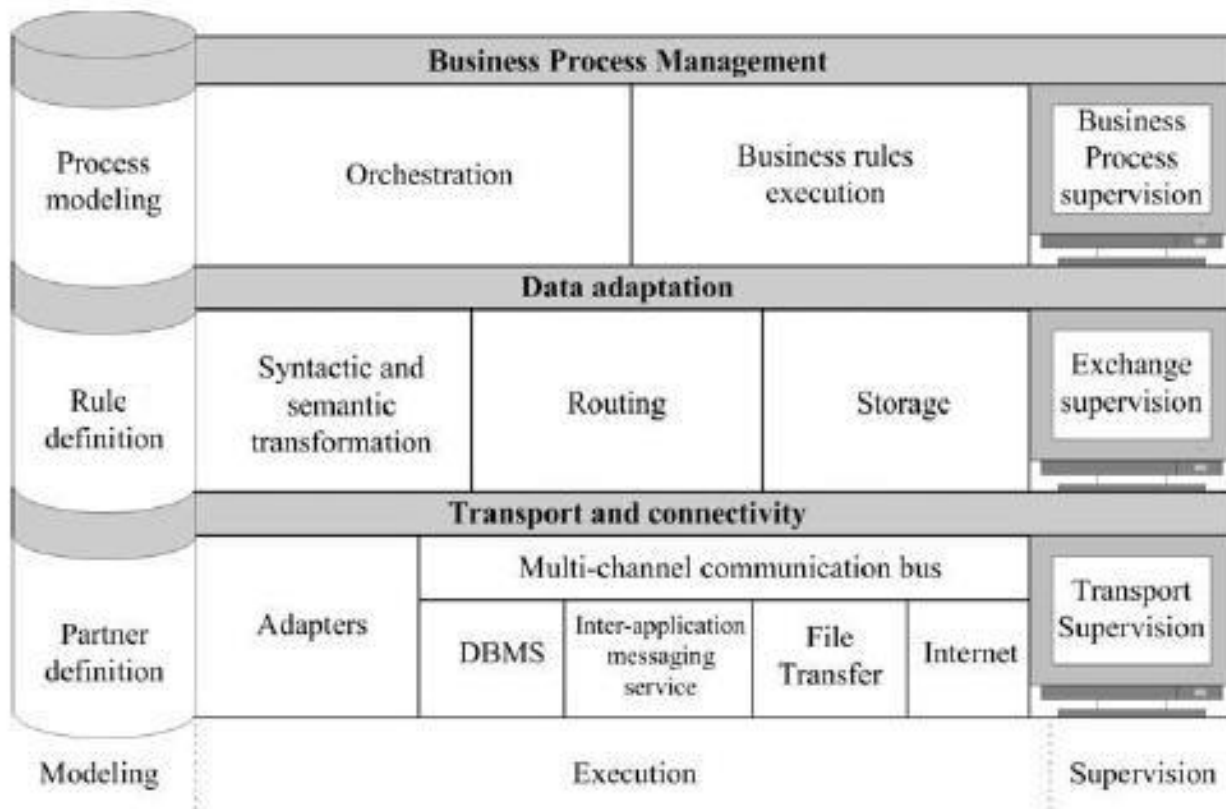 Business Process Management
Process
modeling
Orchestration
Business rules
execution
Business
Process
supervision
Data adaptation
Rule
definition
Syntactic and
semantic
transformation
Routing
Storage
Exchange
supervision
Transport and connectivity
Partner
definition
Adapters
Multi-channel communication bus
DBMS
Inter-application
messaging
service
File
Transfer
Internet
Transport
Supervision
Modeling
Execution
Supervision